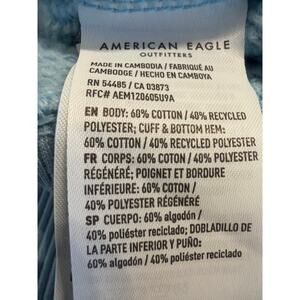 AMERICAN EAGLE
OUTFITTERS
MADE IN CAMBODIA / FABRIQUÉ AU
CAMBODGE / HECHO EN CAMBOYA
RN 54485 / CA 03873
RFC# AEM120605U9A
EN BODY: 60% COTTON / 40% RECYCLED
POLYESTER; CUFF & BOTTOM HEM:
60% COTTON / 40% RECYCLED POLYESTER
FR CORPS: 60% COTON / 40% POLYESTER
RÉGÉNÉRÉ; POIGNET ET BORDURE
INFÉRIEURE: 60% COTON /
40% POLYESTER RÉGÉNÉRÉ
SP CUERPO: 60% algodón /
40% poliéster reciclado; DOBLADILLO DE
LA PARTE INFERIOR Y PUÑO:
60% algodón / 40% poliéster reciclado